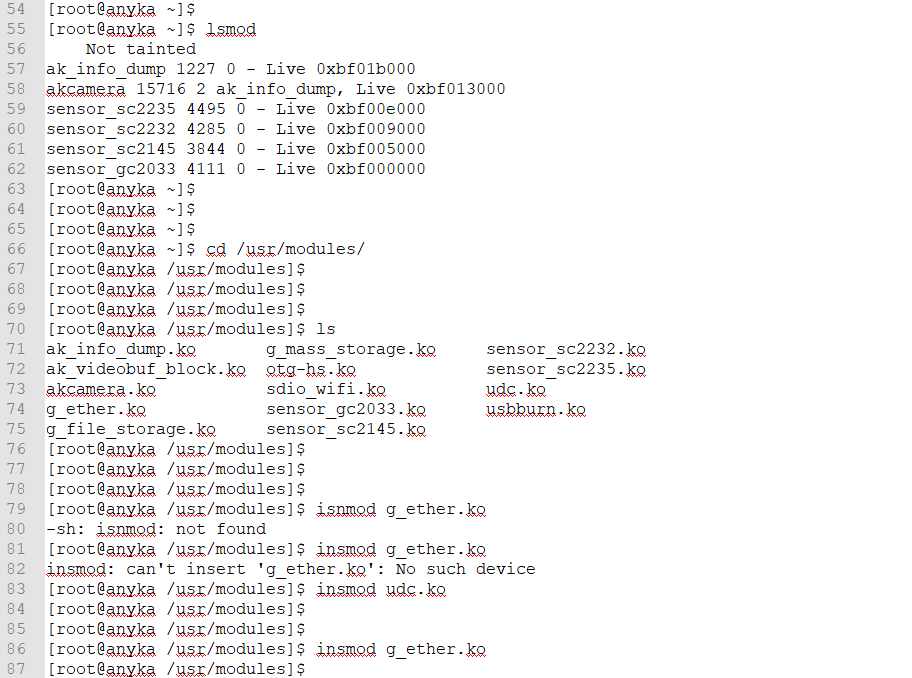 54 [root@anyka ~]$
55 [root@anyka ~]$ lsmod
56     Not tainted
57 ak_info_dump 1227 0 - Live 0xbf01b000
58 akcamera 15716 2 ak_info_dump, Live 0xbf013000
59 sensor_sc2235 4495 0 - Live 0xbf00e000
60 sensor_sc2232 4285 0 - Live 0xbf009000
61 sensor_sc2145 3844 0 - Live 0xbf005000
62 sensor_gc2033 4111 0 - Live 0xbf000000
63 [root@anyka ~]$
64 [root@anyka ~]$
65 [root@anyka ~]$
66 [root@anyka ~]$ cd /usr/modules/
67 [root@anyka /usr/modules]$
68 [root@anyka /usr/modules]$
69 [root@anyka /usr/modules]$
70 [root@anyka /usr/modules]$ ls
71 ak_info_dump.ko       g_mass_storage.ko     sensor_sc2232.ko
72 ak_videobuf_block.ko  otg-hs.ko             sensor_sc2235.ko
73 akcamera.ko           sdio_wifi.ko          udc.ko
74 g_ether.ko            sensor_gc2033.ko      usbburn.ko
75 g_file_storage.ko     sensor_sc2145.ko
76 [root@anyka /usr/modules]$
77 [root@anyka /usr/modules]$
78 [root@anyka /usr/modules]$
79 [root@anyka /usr/modules]$ isnmod g_ether.ko
80 -sh: isnmod: not found
81 [root@anyka /usr/modules]$ insmod g_ether.ko
82 insmod: can't insert 'g_ether.ko': No such device
83 [root@anyka /usr/modules]$ insmod udc.ko
84 [root@anyka /usr/modules]$
85 [root@anyka /usr/modules]$
86 [root@anyka /usr/modules]$ insmod g_ether.ko
87 [root@anyka /usr/modules]$